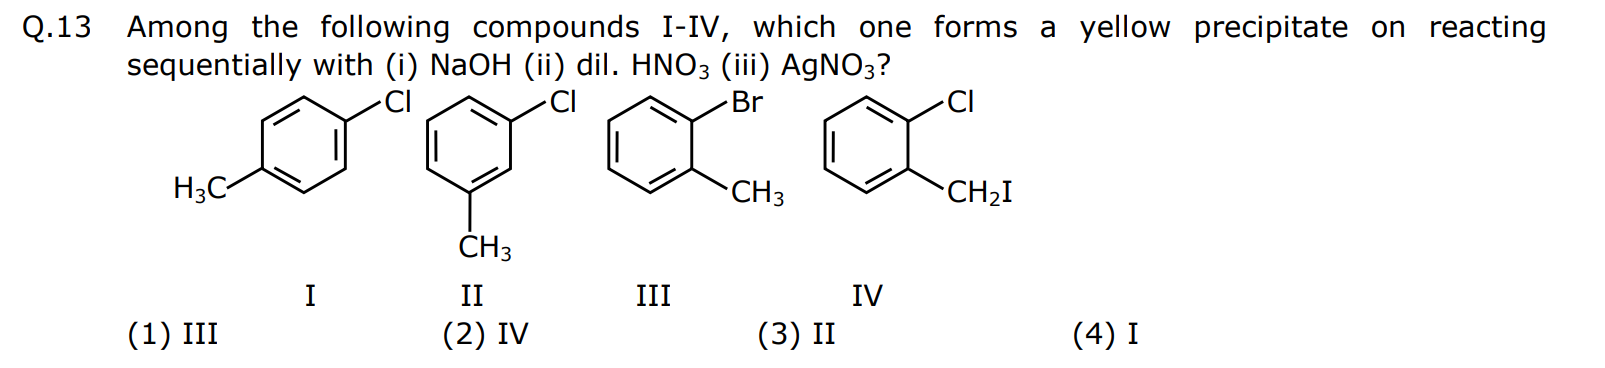 Q.13 Among the following compounds I-IV, which one forms a yellow precipitate on reacting
sequentially with (i) NaOH (ii) dil. HNO₃ (iii) AgNO₃?
Cl Cl Br Cl
H₃C CH₃ CH₂I
CH₃
I II III IV
(1) III (2) IV (3) II (4) I